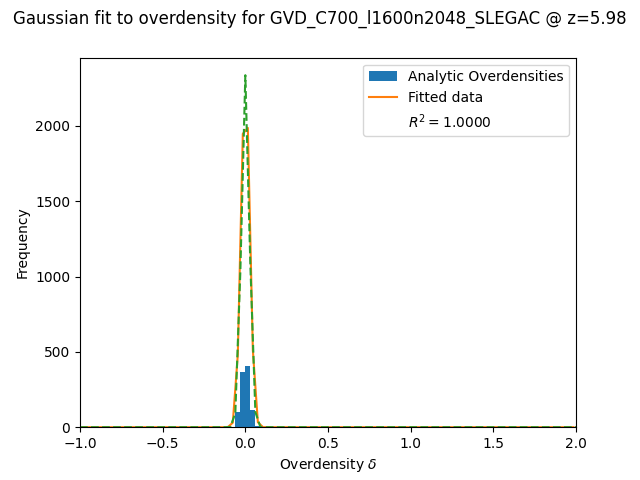 Gaussian fit to overdensity for GVD_C700_l1600n2048_SLEGAC @ z=5.98
Analytic Overdensities
Fitted data
R² = 1.0000
Frequency
2000
1500
1000
500
0
−1.0 −0.5 0.0 0.5 1.0 1.5 2.0
Overdensity δ